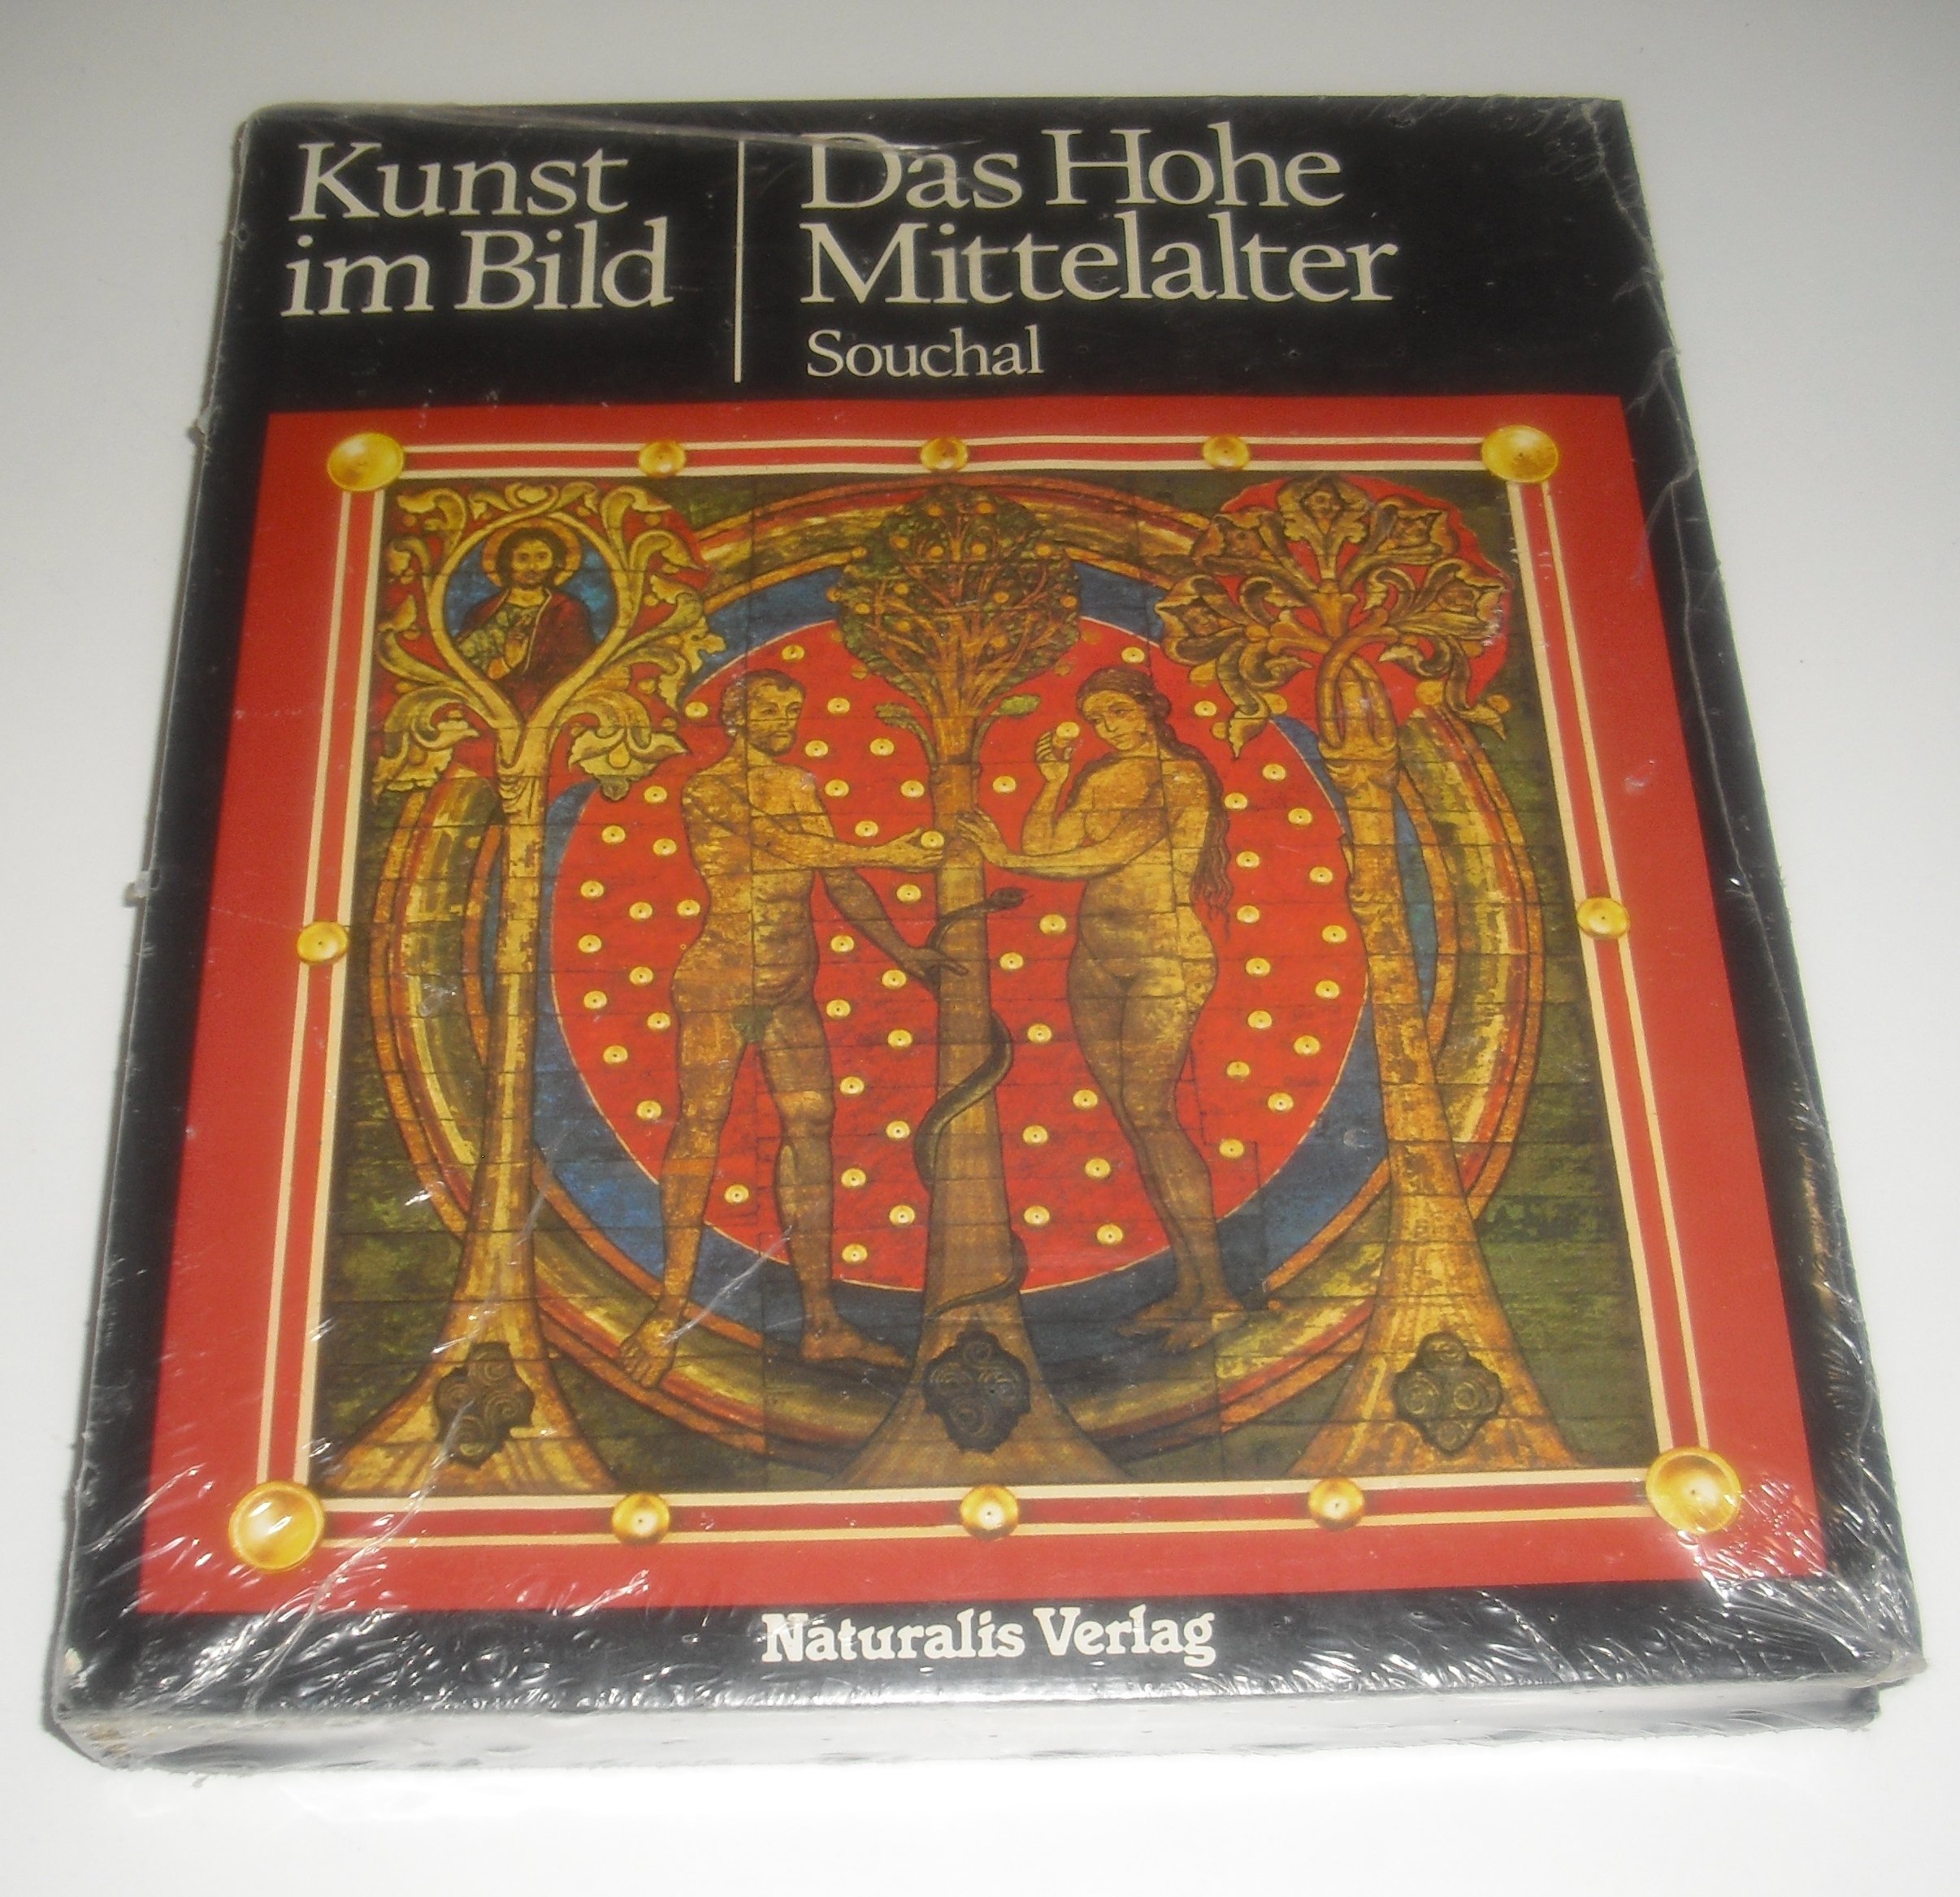 Kunst
im Bild
Das Hohe
Mittelalter
Souchal
Naturalis Verlag